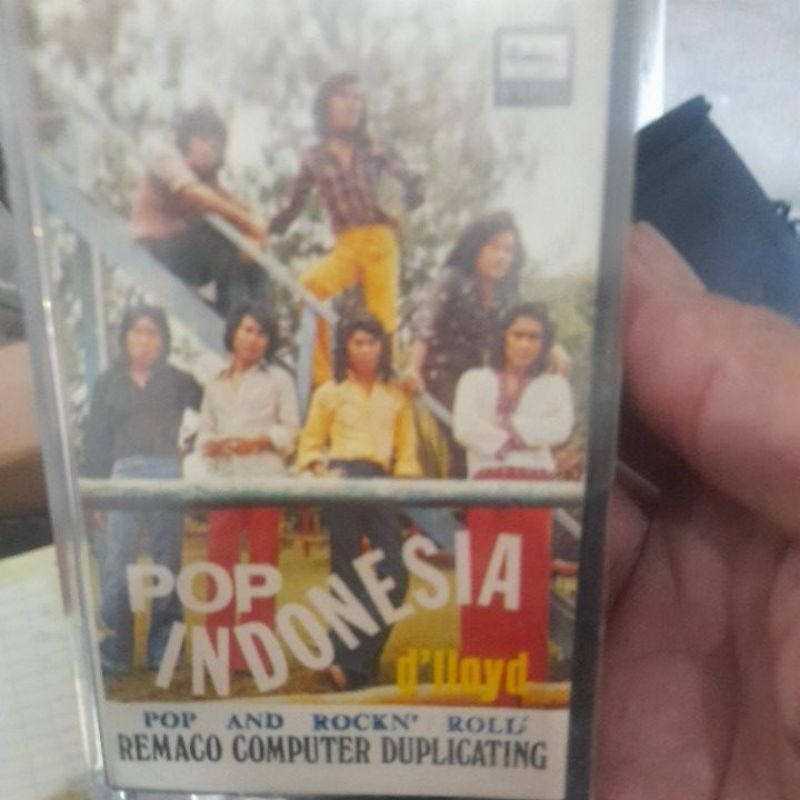 POP
INDONESIA
d'lloyd
POP AND ROCKN' ROLL
REMACO COMPUTER DUPLICATING